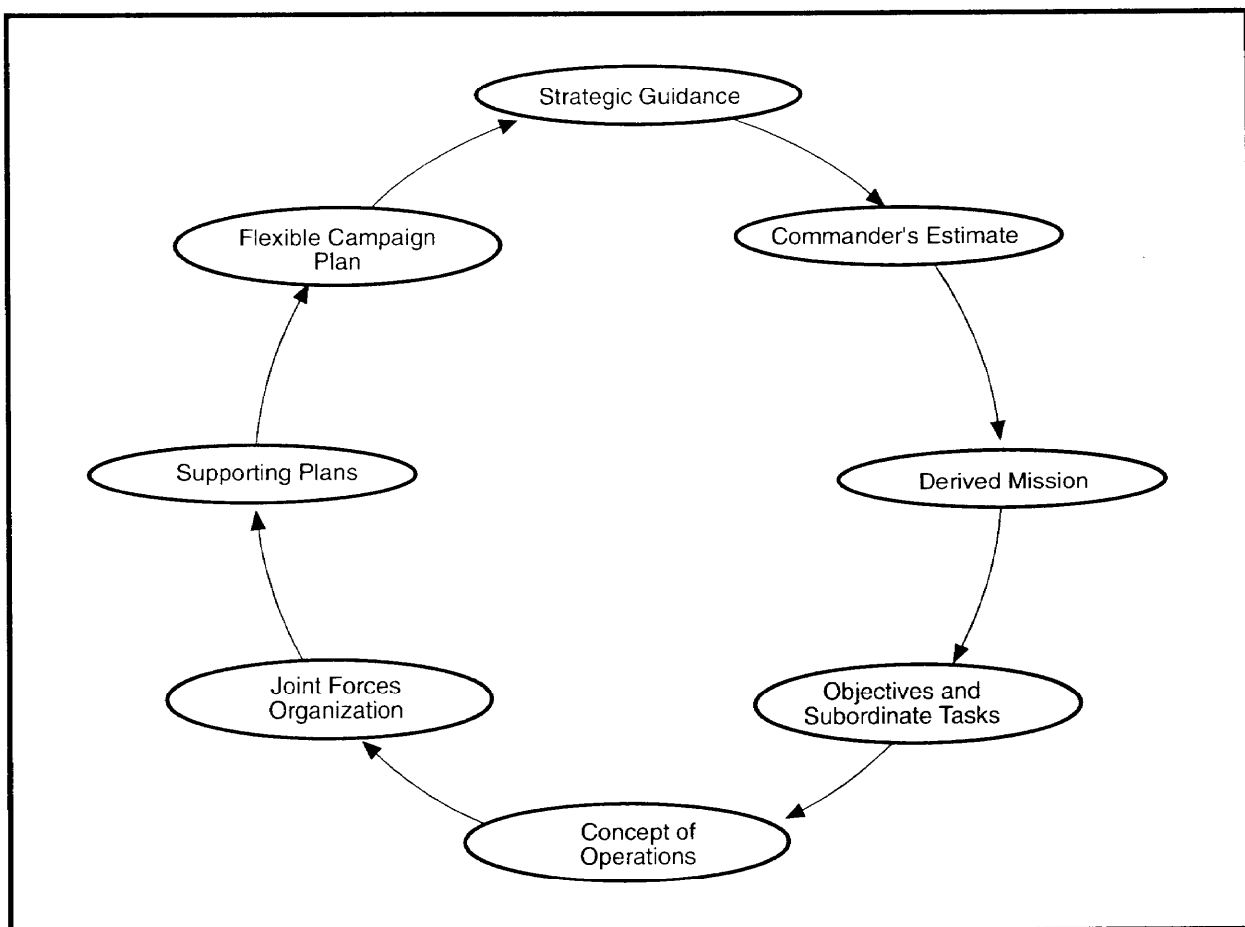 Strategic Guidance
Commander's Estimate
Derived Mission
Objectives and
Subordinate Tasks
Concept of
Operations
Joint Forces
Organization
Supporting Plans
Flexible Campaign
Plan